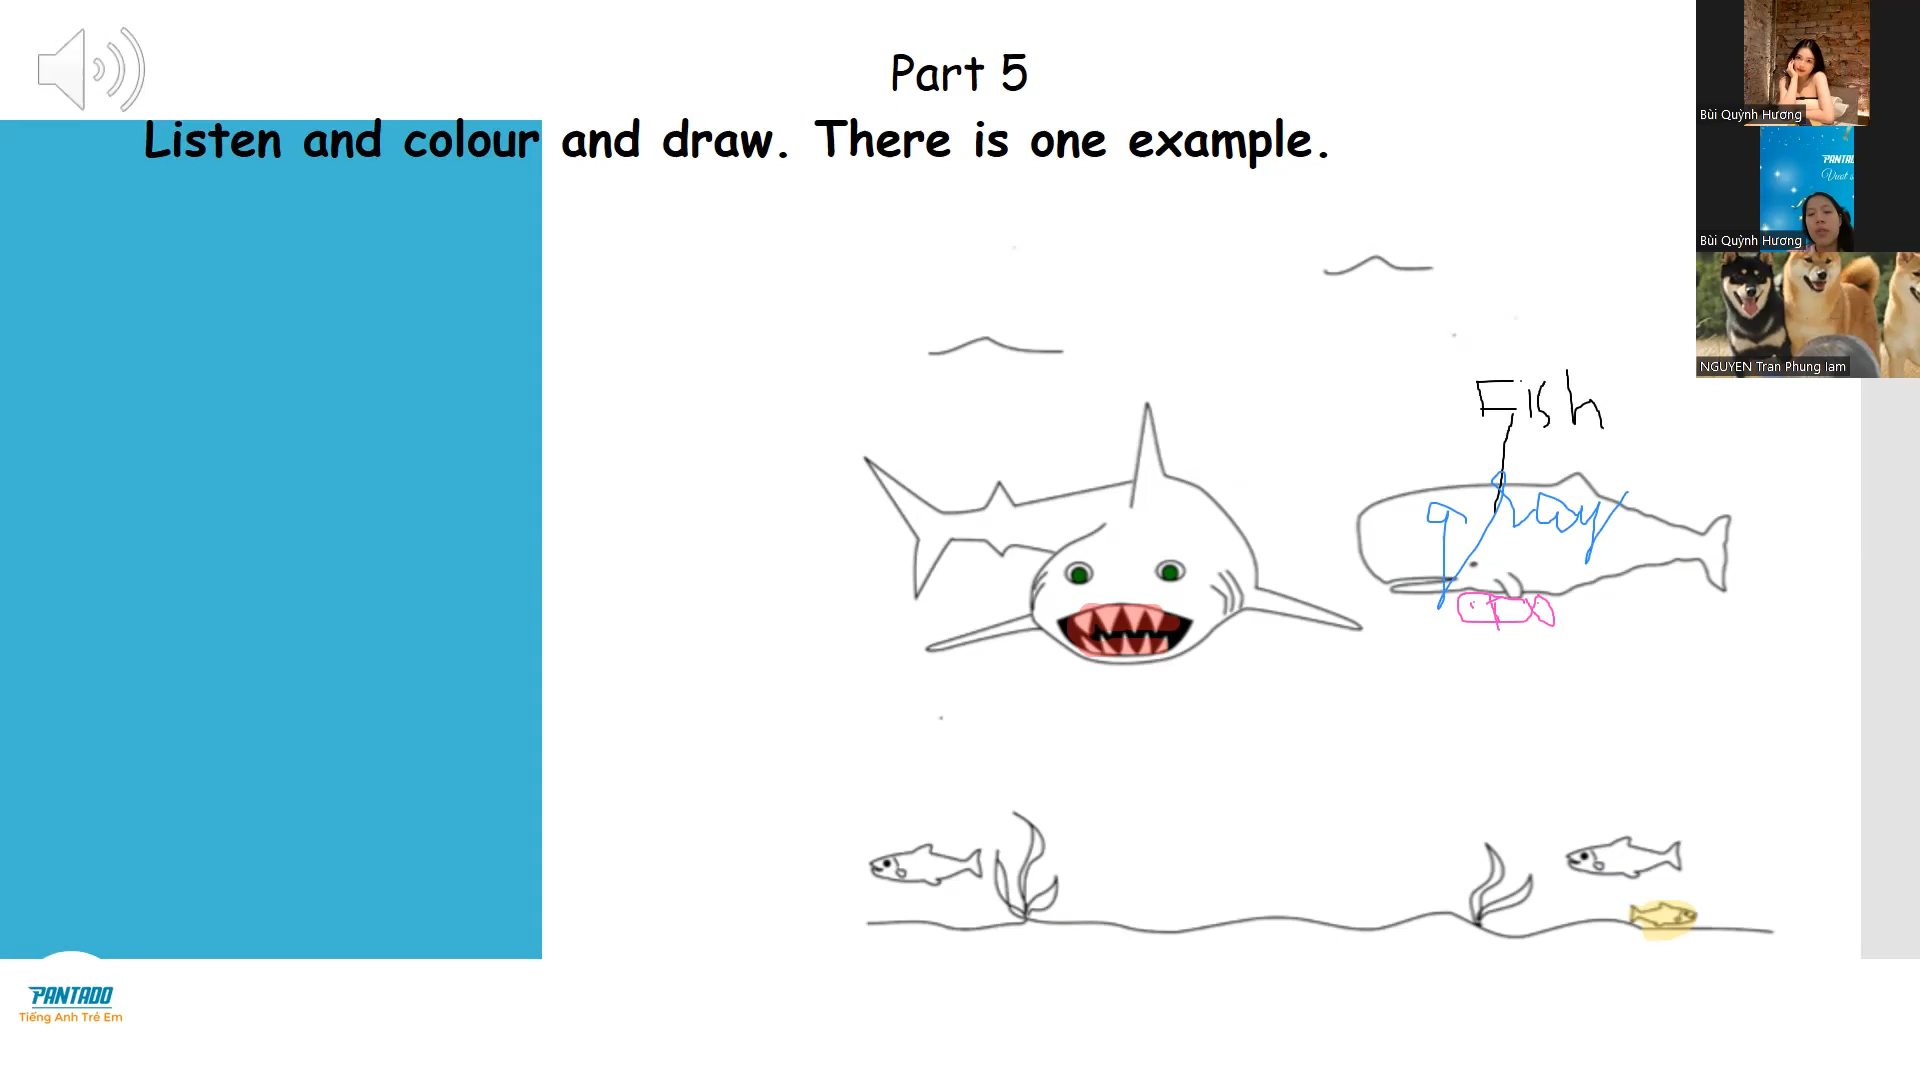 Part 5
Listen and colour and draw. There is one example.
Bùi Quỳnh Hương
PANTADO
Bùi Quỳnh Hương
NGUYEN Tran Phung lam
Fish
PANTADO
Tiếng Anh Trẻ Em